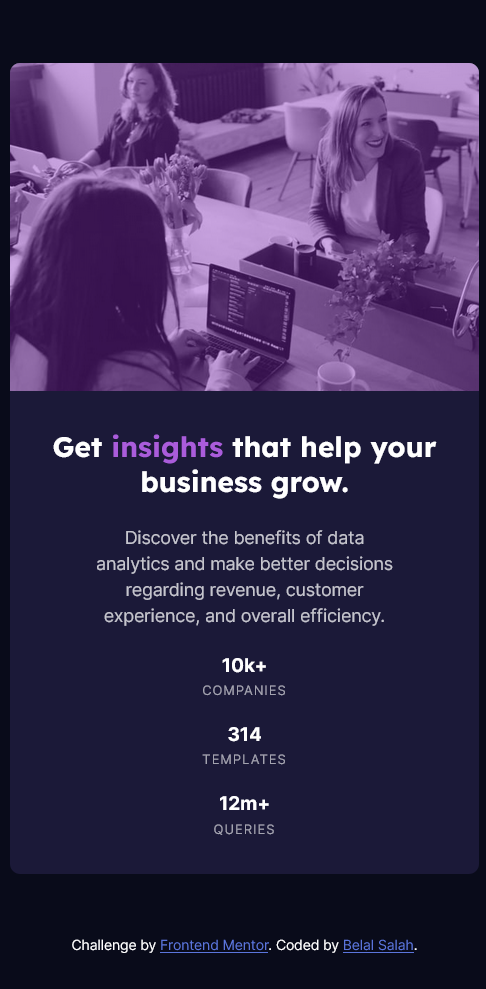 Get insights that help your
business grow.
Discover the benefits of data
analytics and make better decisions
regarding revenue, customer
experience, and overall efficiency.
10k+
COMPANIES
314
TEMPLATES
12m+
QUERIES
Challenge by Frontend Mentor. Coded by Belal Salah.